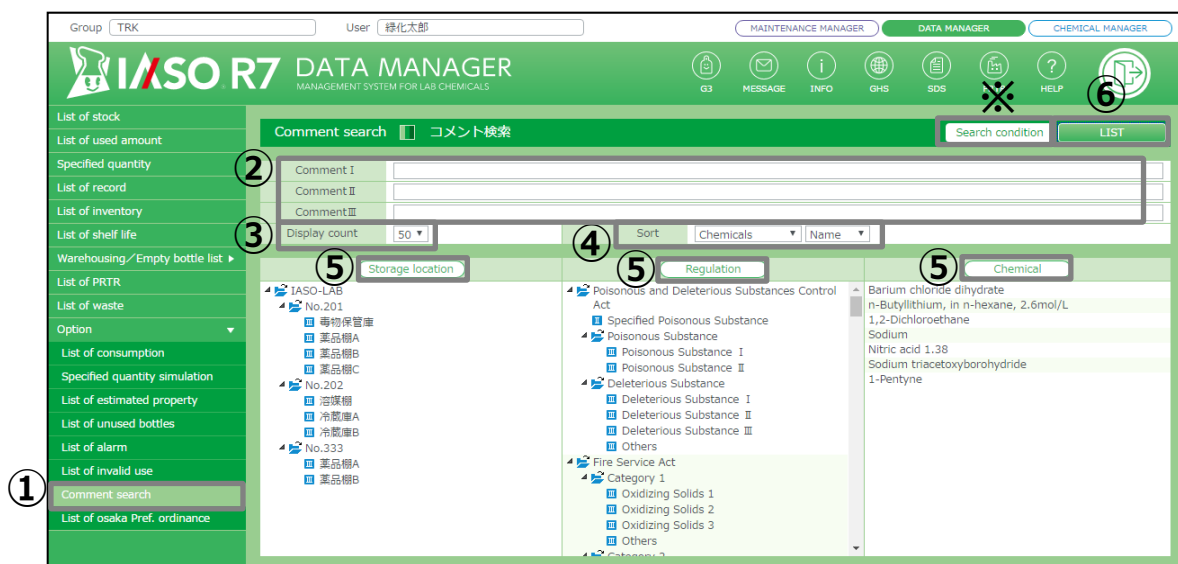 Group TRK User 緑化太郎 MAINTENANCE MANAGER DATA MANAGER CHEMICAL MANAGER
IASO R7 DATA MANAGER
MANAGEMENT SYSTEM FOR LAB CHEMICALS
G3 MESSAGE INFO GHS SDS HELP
※ ⑥
List of stock
List of used amount
Specified quantity
List of record
List of inventory
List of shelf life
Warehousing／Empty bottle list
List of PRTR
List of waste
Option
List of consumption
Specified quantity simulation
List of estimated property
List of unused bottles
List of alarm
List of invalid use
① Comment search
List of osaka Pref. ordinance
Comment search コメント検索 Search condition LIST
② Comment Ⅰ
Comment Ⅱ
Comment Ⅲ
③ Display count 50 ④ Sort Chemicals Name
⑤ Storage location
IASO-LAB
No.201
毒物保管庫
薬品棚A
薬品棚B
薬品棚C
No.202
溶媒棚
冷蔵庫A
冷蔵庫B
No.333
薬品棚A
薬品棚B
⑤ Regulation
Poisonous and Deleterious Substances Control
Act
Specified Poisonous Substance
Poisonous Substance
Poisonous Substance Ⅰ
Poisonous Substance Ⅱ
Deleterious Substance
Deleterious Substance Ⅰ
Deleterious Substance Ⅱ
Deleterious Substance Ⅲ
Others
Fire Service Act
Category 1
Oxidizing Solids 1
Oxidizing Solids 2
Oxidizing Solids 3
Others
Category 2
⑤ Chemical
Barium chloride dihydrate
n-Butyllithium, in n-hexane, 2.6mol/L
1,2-Dichloroethane
Sodium
Nitric acid 1.38
Sodium triacetoxyborohydride
1-Pentyne